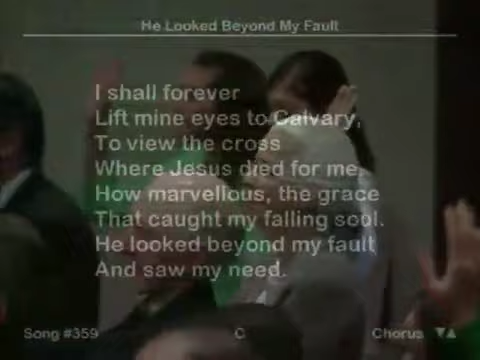 He Looked Beyond My Fault
I shall forever
Lift mine eyes to Calvary,
To view the cross
Where Jesus died for me,
How marvellous, the grace
That caught my falling soul.
He looked beyond my fault
And saw my need.
Song #359 C Chorus ▼▲